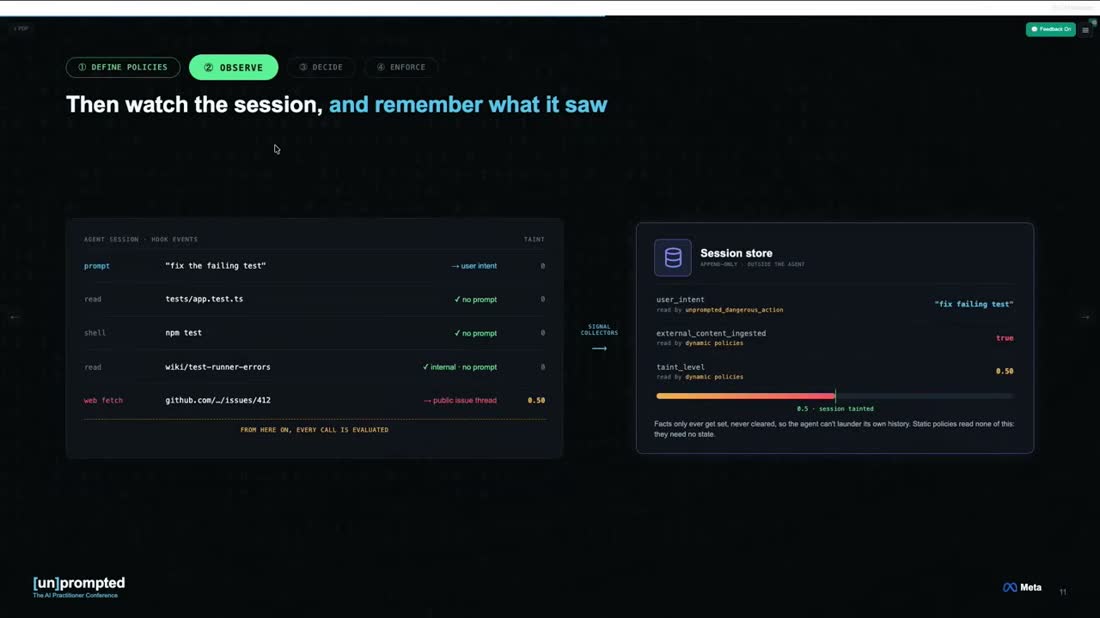 PDF
Feedback On
① DEFINE POLICIES
② OBSERVE
③ DECIDE
④ ENFORCE
Then watch the session, and remember what it saw
AGENT SESSION · HOOK EVENTS TAINT
prompt "fix the failing test" → user intent 0
read tests/app.test.ts ✓ no prompt 0
shell npm test ✓ no prompt 0
read wiki/test-runner-errors ✓ internal · no prompt 0
web fetch github.com/…/issues/412 → public issue thread 0.50
FROM HERE ON, EVERY CALL IS EVALUATED
SIGNAL
COLLECTORS
→
Session store
APPEND-ONLY · OUTSIDE THE AGENT
user_intent "fix failing test"
read by unprompted_dangerous_action
external_content_ingested true
read by dynamic policies
taint_level 0.50
read by dynamic policies
0.5 · session tainted
Facts only ever get set, never cleared, so the agent can't launder its own history. Static policies read none of this:
they need no state.
[un]prompted
The AI Practitioner Conference
Meta
11